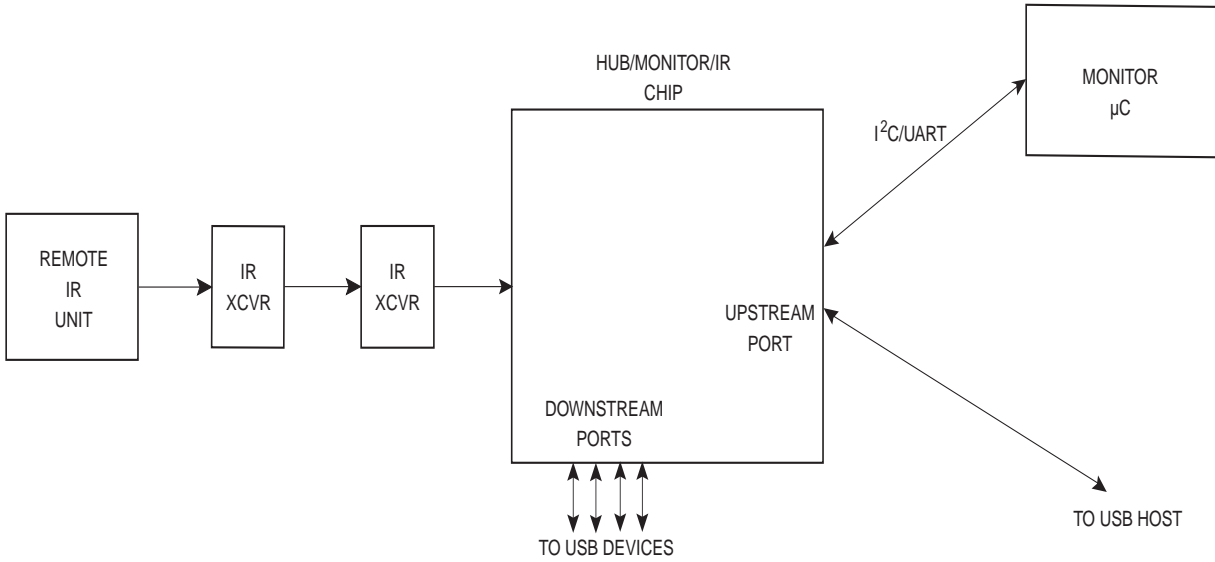 HUB/MONITOR/IR
CHIP
MONITOR
µC
I²C/UART
REMOTE
IR
UNIT
IR
XCVR
IR
XCVR
UPSTREAM
PORT
DOWNSTREAM
PORTS
TO USB DEVICES
TO USB HOST